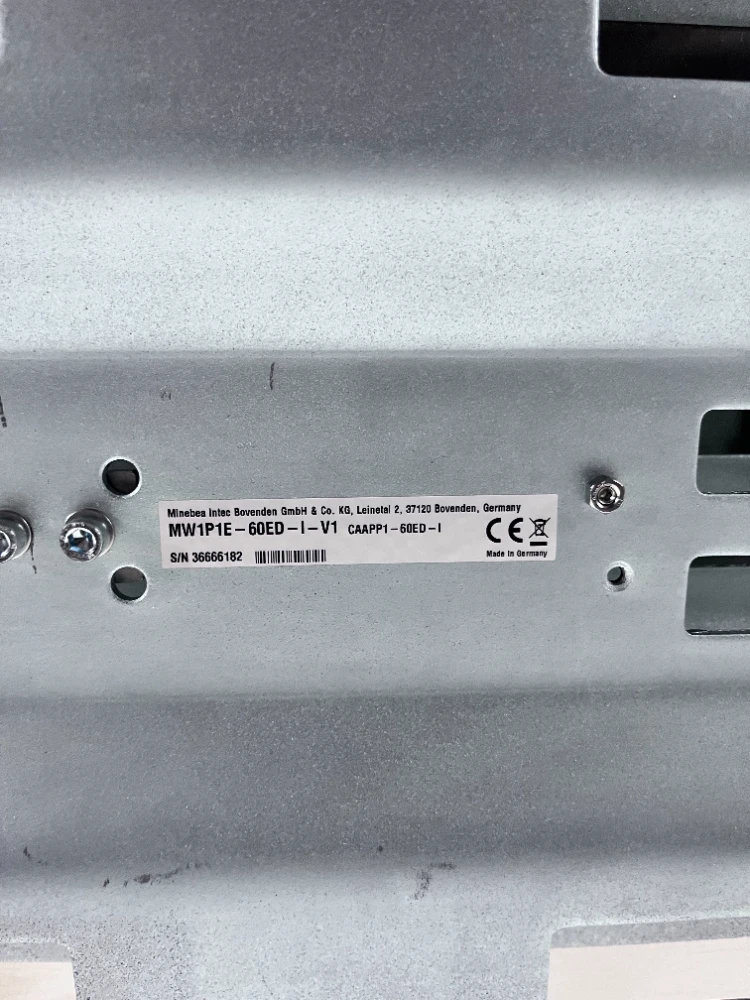 Minebea Intec Bovenden GmbH & Co. KG, Leinetal 2, 37120 Bovenden, Germany
MW1P1E-60ED-I-V1 CAAPP1-60ED-I
CE
S/N 36666182
Made in Germany